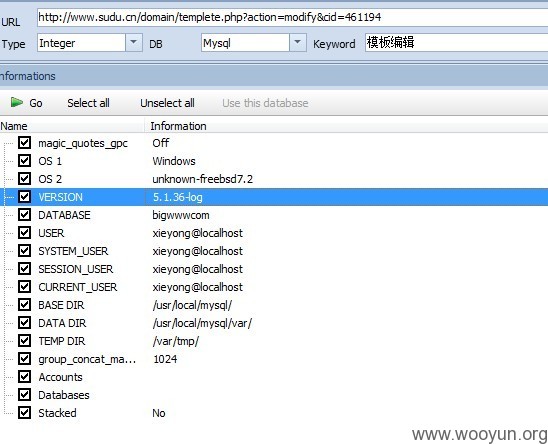 URL http://www.sudu.cn/domain/templete.php?action=modify&cid=461194
Type Integer DB Mysql Keyword 模板编辑
nformations
Go Select all Unselect all Use this database
Name Information
magic_quotes_gpc Off
OS 1 Windows
OS 2 unknown-freebsd7.2
VERSION 5.1.36-log
DATABASE bigwwwcom
USER xieyong@localhost
SYSTEM_USER xieyong@localhost
SESSION_USER xieyong@localhost
CURRENT_USER xieyong@localhost
BASE DIR /usr/local/mysql/
DATA DIR /usr/local/mysql/var/
TEMP DIR /var/tmp/
group_concat_ma... 1024
Accounts
Databases
Stacked No
www.wooyun.org